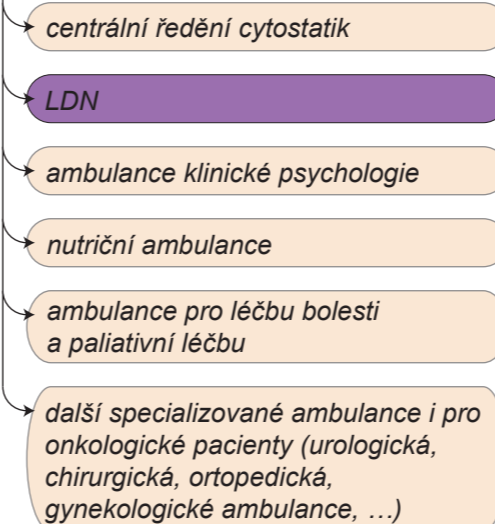 centrální ředění cytostatik
LDN
ambulance klinické psychologie
nutriční ambulance
ambulance pro léčbu bolesti
a paliativní léčbu
další specializované ambulance i pro
onkologické pacienty (urologická,
chirurgická, ortopedická,
gynekologické ambulance, …)